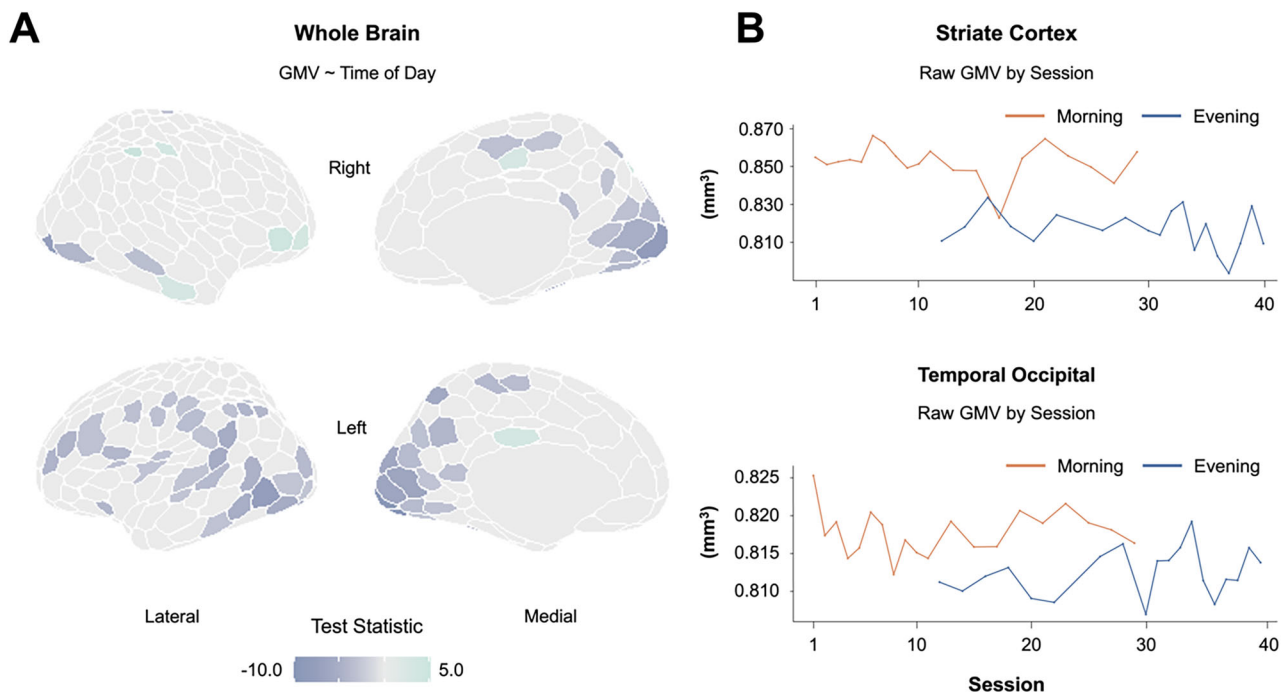 A
Whole Brain
GMV ~ Time of Day
Right
Left
Lateral
Medial
Test Statistic
-10.0
5.0
B
Striate Cortex
Raw GMV by Session
Morning
Evening
0.870
0.850
0.830
0.810
(mm³)
1
10
20
30
40
Temporal Occipital
Raw GMV by Session
Morning
Evening
0.825
0.820
0.815
0.810
(mm³)
1
10
20
30
40
Session